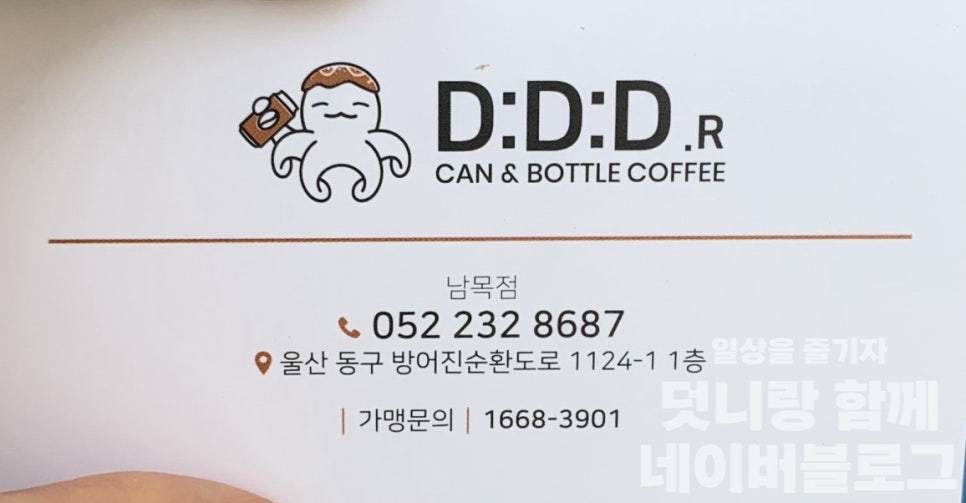 D:D:D.R
CAN & BOTTLE COFFEE
남목점
052 232 8687
울산 동구 방어진순환도로 1124-1 1층
| 가맹문의 | 1668-3901
일상을 즐기자
덧니랑 함께
네이버블로그